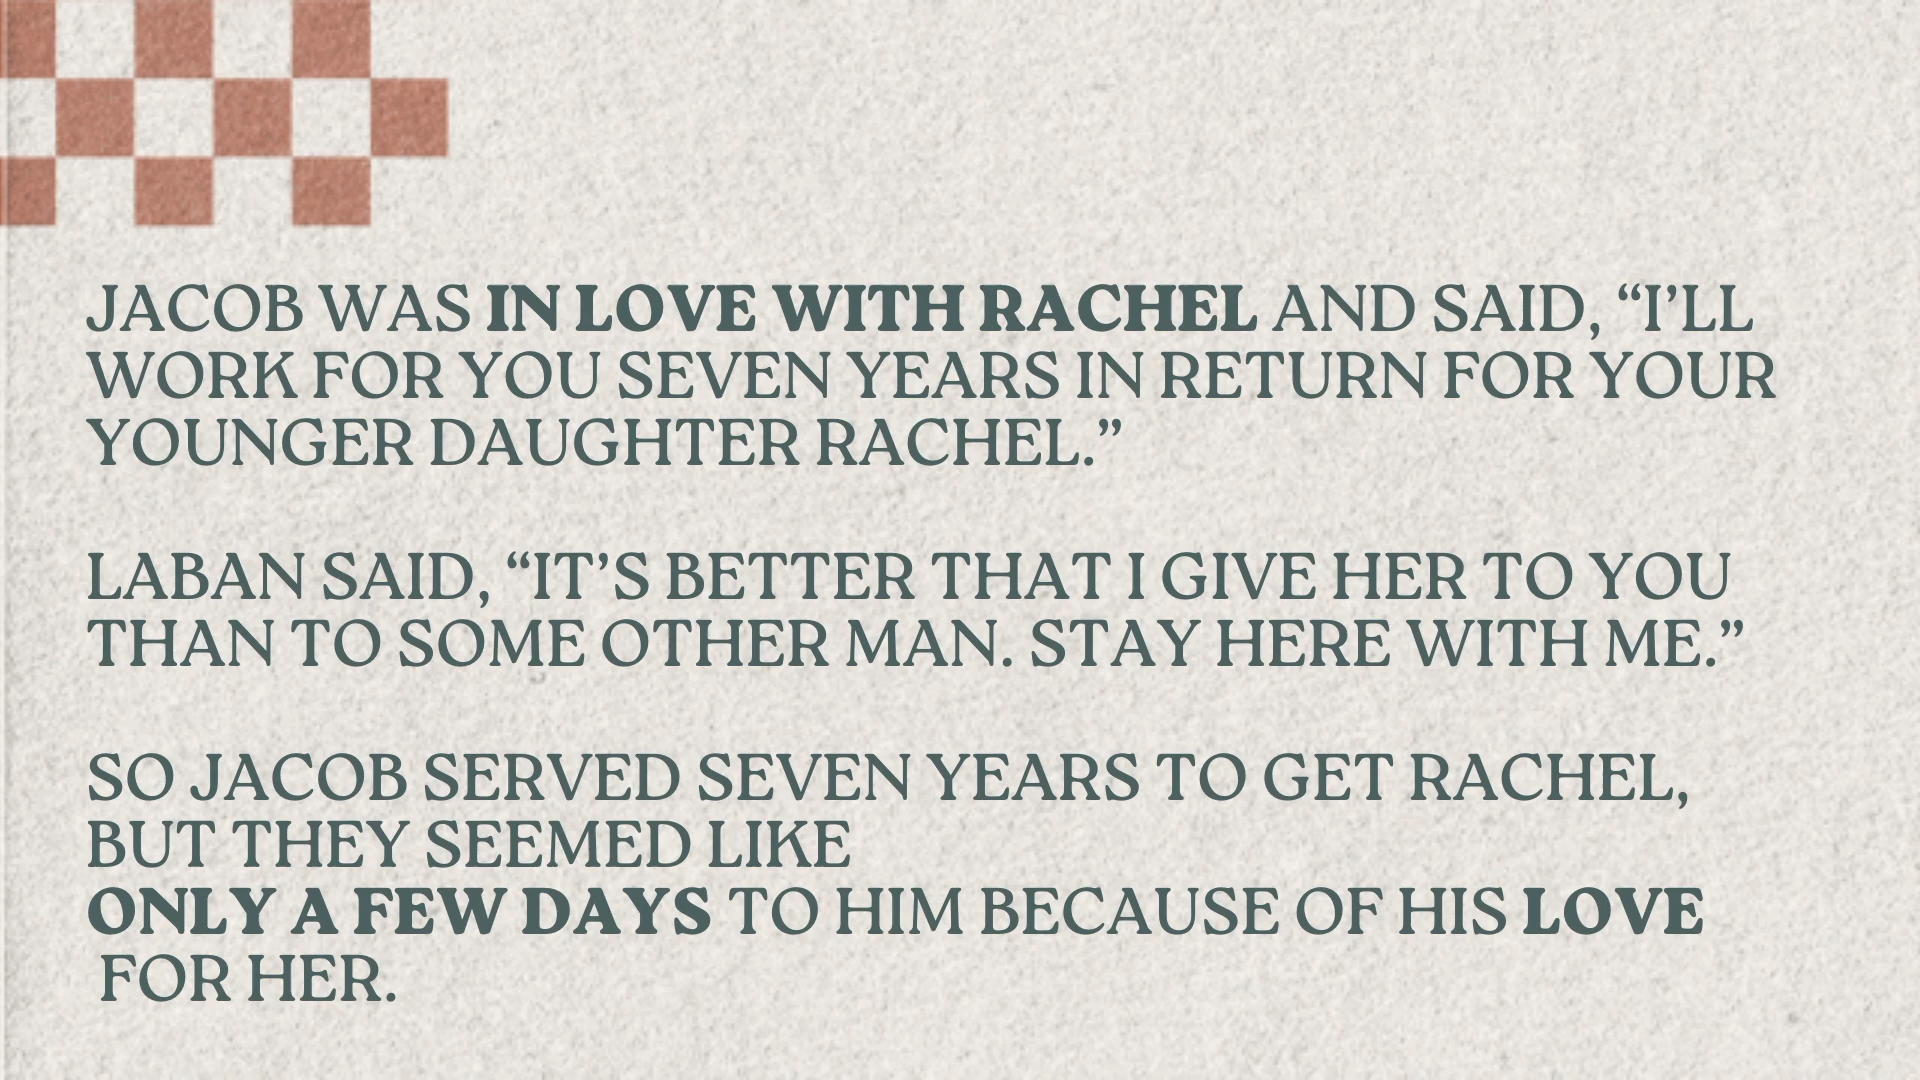 JACOB WAS IN LOVE WITH RACHEL AND SAID, “I’LL
WORK FOR YOU SEVEN YEARS IN RETURN FOR YOUR
YOUNGER DAUGHTER RACHEL.”
LABAN SAID, “IT’S BETTER THAT I GIVE HER TO YOU
THAN TO SOME OTHER MAN. STAY HERE WITH ME.”
SO JACOB SERVED SEVEN YEARS TO GET RACHEL,
BUT THEY SEEMED LIKE
ONLY A FEW DAYS TO HIM BECAUSE OF HIS LOVE
FOR HER.